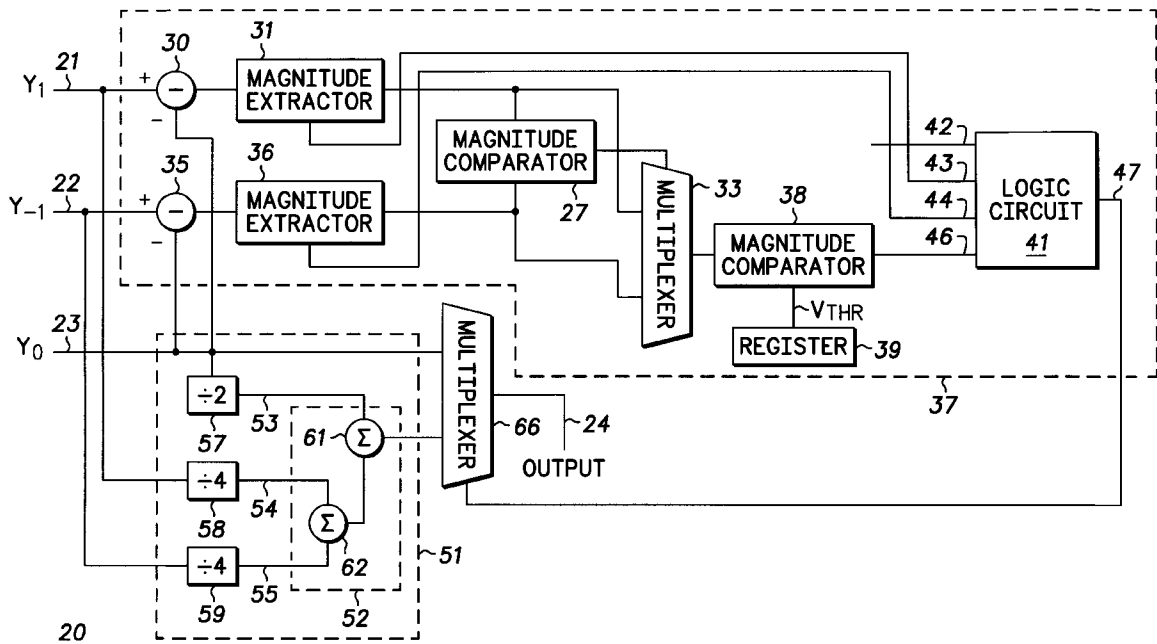 30
31
21
Y1
+
−
−
MAGNITUDE
EXTRACTOR
42
43
44
46
LOGIC
CIRCUIT
41
47
MAGNITUDE
COMPARATOR
27
35
36
22
Y-1
+
−
−
MAGNITUDE
EXTRACTOR
MULTIPLEXER
33
38
MAGNITUDE
COMPARATOR
VTHR
REGISTER
39
37
23
Y0
MULTIPLEXER
66
24
OUTPUT
÷2
57
53
61
Σ
÷4
58
54
Σ
62
÷4
59
55
52
51
20